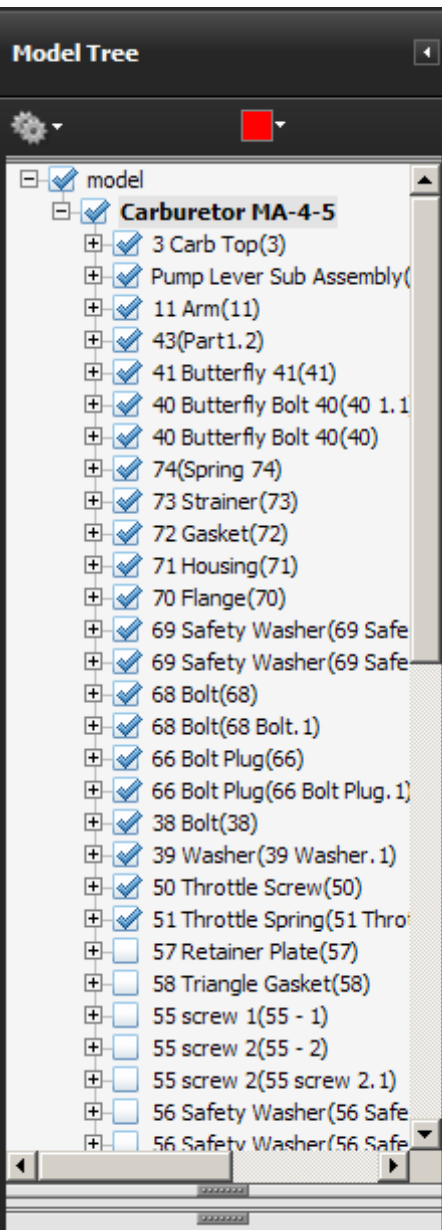 Model Tree
model
Carburetor MA-4-5
3 Carb Top(3)
Pump Lever Sub Assembly(
11 Arm(11)
43(Part1.2)
41 Butterfly 41(41)
40 Butterfly Bolt 40(40 1.1
40 Butterfly Bolt 40(40)
74(Spring 74)
73 Strainer(73)
72 Gasket(72)
71 Housing(71)
70 Flange(70)
69 Safety Washer(69 Safe
69 Safety Washer(69 Safe
68 Bolt(68)
68 Bolt(68 Bolt.1)
66 Bolt Plug(66)
66 Bolt Plug(66 Bolt Plug.1)
38 Bolt(38)
39 Washer(39 Washer.1)
50 Throttle Screw(50)
51 Throttle Spring(51 Throt
57 Retainer Plate(57)
58 Triangle Gasket(58)
55 screw 1(55 - 1)
55 screw 2(55 - 2)
55 screw 2(55 screw 2.1)
56 Safety Washer(56 Safe
56 Safety Washer(56 Safe